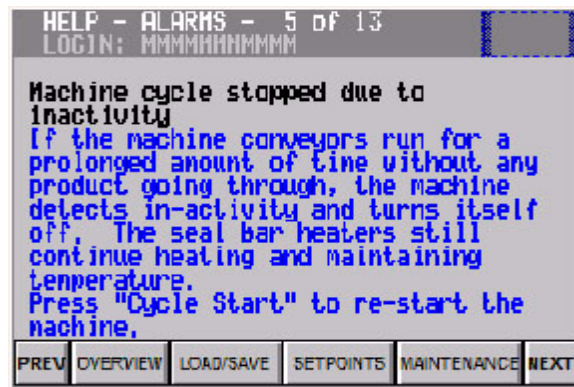 HELP - ALARMS - 5 of 13
LOGIN: MMMMMMMMMMM
Machine cycle stopped due to
inactivity
If the machine conveyors run for a
prolonged amount of time without any
product going through, the machine
detects in-activity and turns itself
off. The seal bar heaters still
continue heating and maintaining
temperature.
Press "Cycle Start" to re-start the
machine.
PREV OVERVIEW LOAD/SAVE SETPOINTS MAINTENANCE NEXT